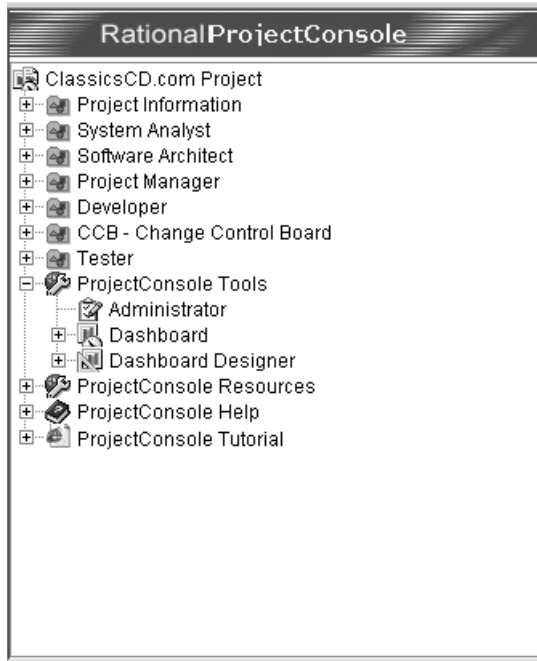 RationalProjectConsole
ClassicsCD.com Project
Project Information
System Analyst
Software Architect
Project Manager
Developer
CCB - Change Control Board
Tester
ProjectConsole Tools
Administrator
Dashboard
Dashboard Designer
ProjectConsole Resources
ProjectConsole Help
ProjectConsole Tutorial